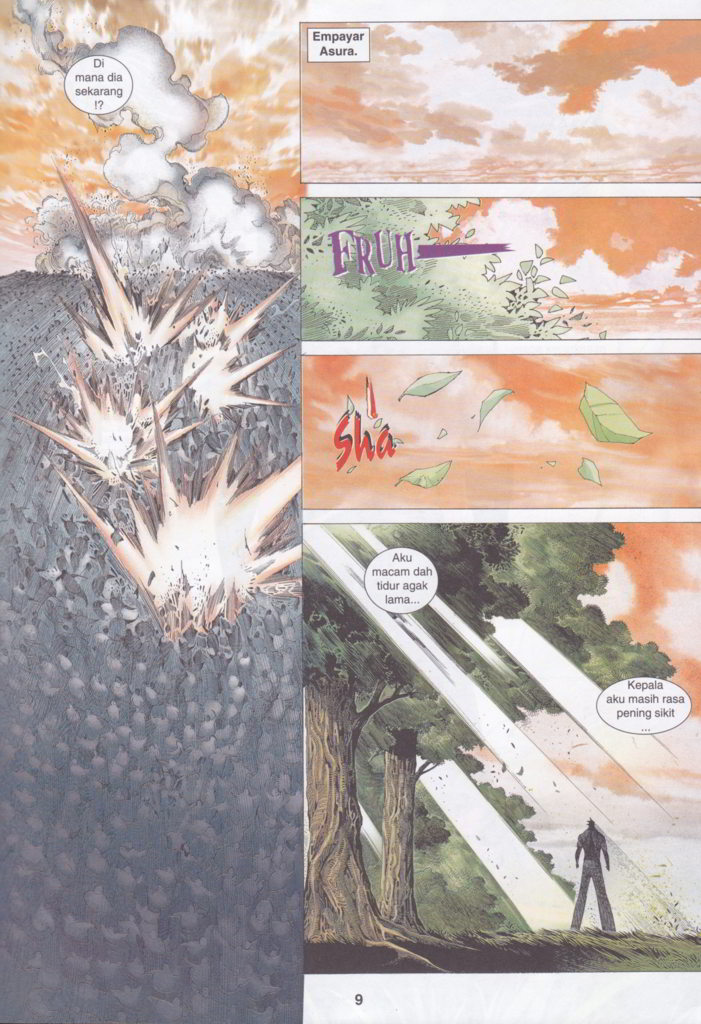 Di
mana dia
sekarang
!?
Empayar
Asura.
FRUH
Sha
Aku
macam dah
tidur agak
lama...
Kepala
aku masih rasa
pening sikit
...
9